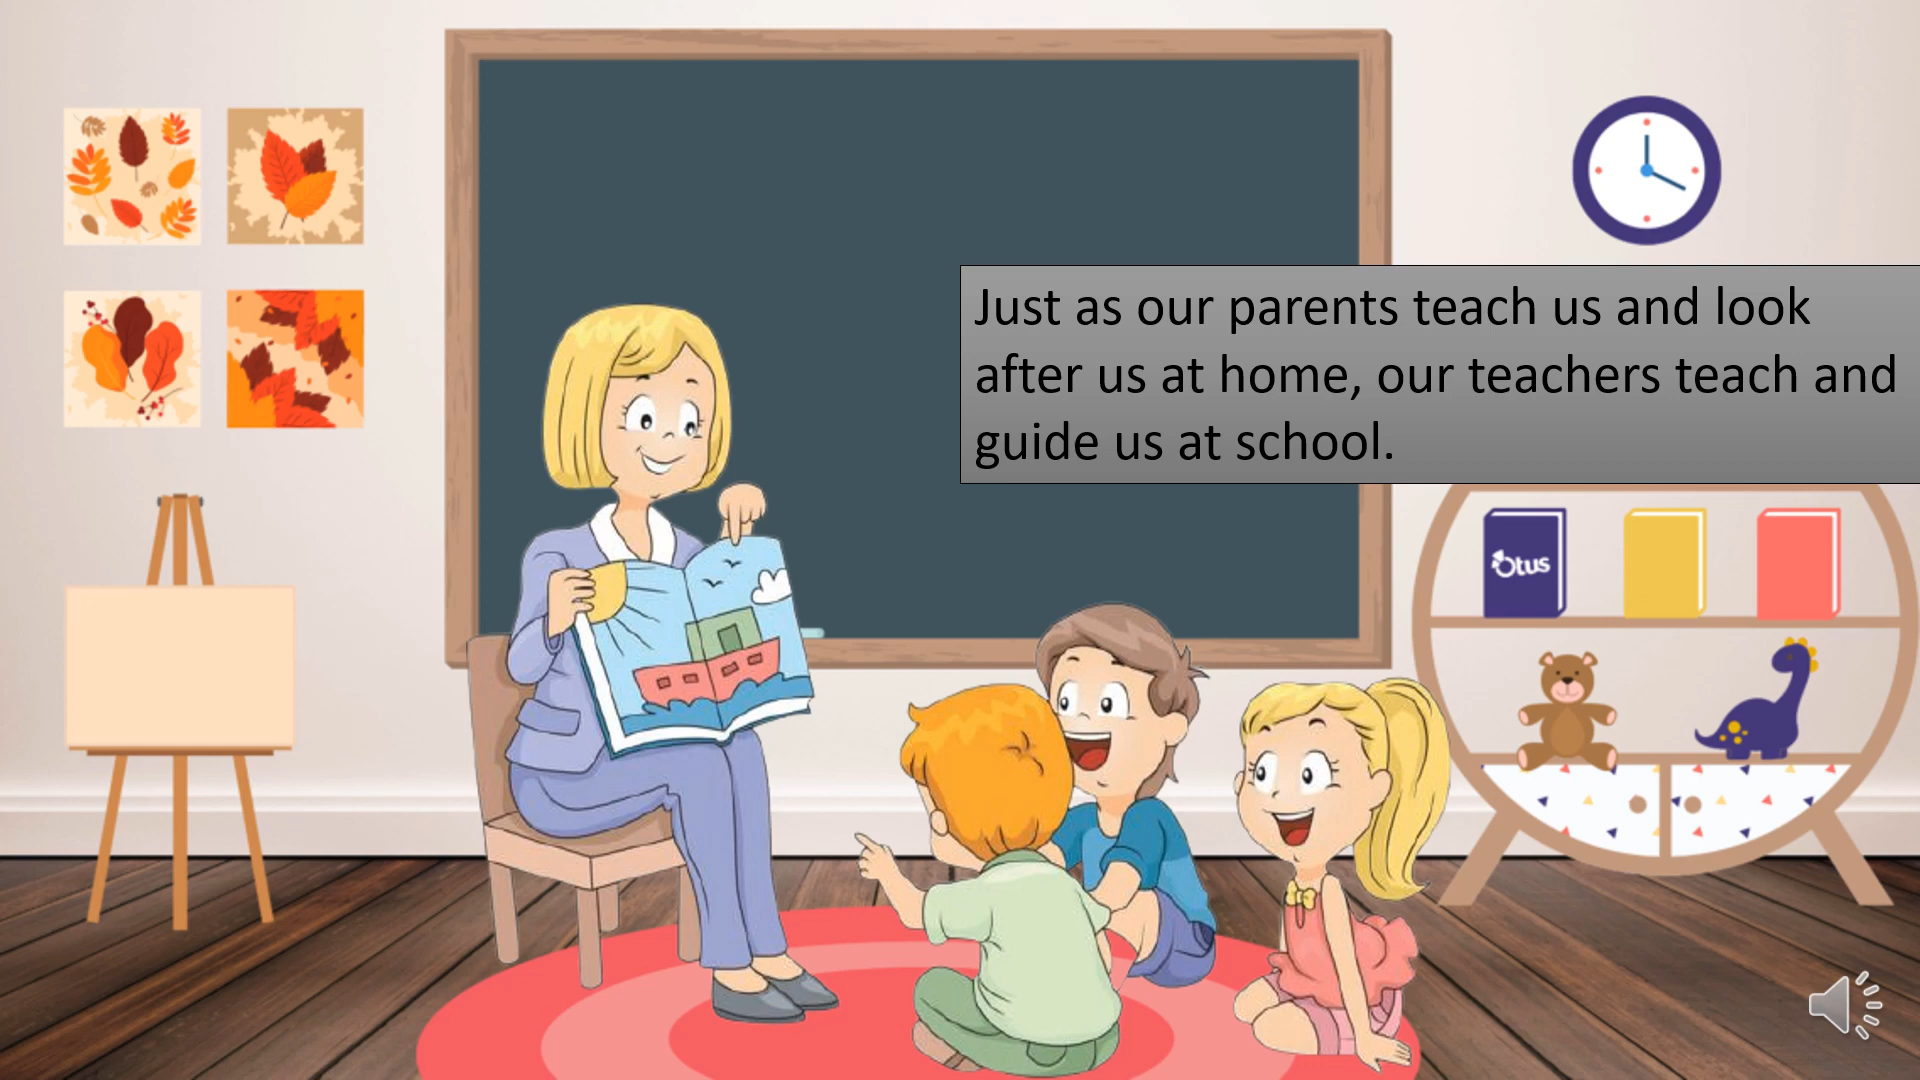 Just as our parents teach us and look
after us at home, our teachers teach and
guide us at school.
Otus